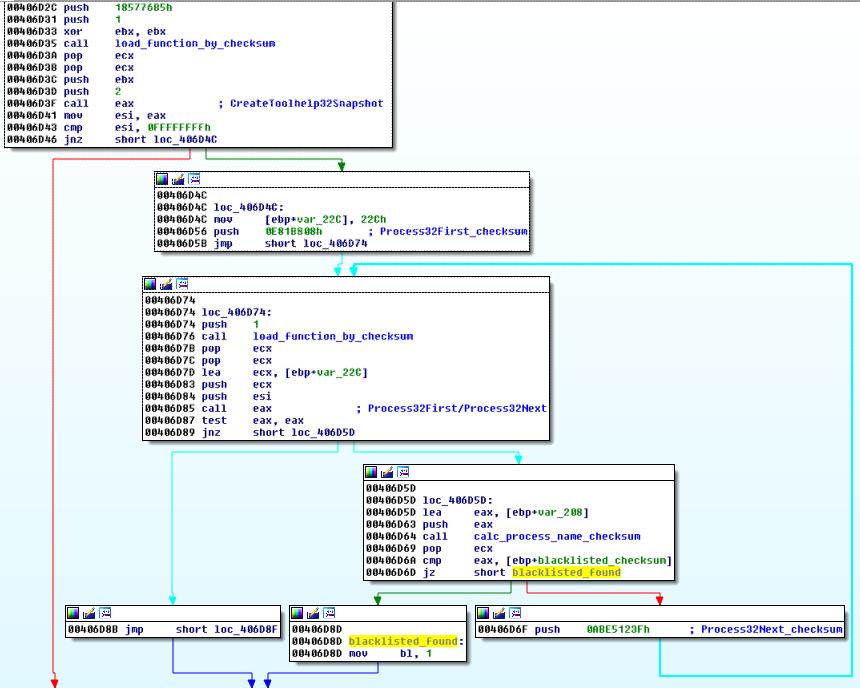 00406D2C push 185776B5h
00406D31 push 1
00406D33 xor ebx, ebx
00406D35 call load_function_by_checksum
00406D3A pop ecx
00406D3B pop ecx
00406D3C push ebx
00406D3D push 2
00406D3F call eax ; CreateToolhelp32Snapshot
00406D41 mov esi, eax
00406D43 cmp esi, 0FFFFFFFFh
00406D46 jnz short loc_406D4C
00406D4C
00406D4C loc_406D4C:
00406D4C mov [ebp+var_22C], 22Ch
00406D56 push 0E81B808h ; Process32First_checksum
00406D5B jmp short loc_406D74
00406D74
00406D74 loc_406D74:
00406D74 push 1
00406D76 call load_function_by_checksum
00406D7B pop ecx
00406D7C pop ecx
00406D7D lea ecx, [ebp+var_22C]
00406D83 push ecx
00406D84 push esi
00406D85 call eax ; Process32First/Process32Next
00406D87 test eax, eax
00406D89 jnz short loc_406D5D
00406D5D
00406D5D loc_406D5D:
00406D5D lea eax, [ebp+var_208]
00406D63 push eax
00406D64 call calc_process_name_checksum
00406D69 pop ecx
00406D6A cmp eax, [ebp+blacklisted_checksum]
00406D6D jz short blacklisted_found
00406D8B jmp short loc_406D8F
00406D8D
00406D8D blacklisted_found:
00406D8D mov bl, 1
00406D6F push 0ABE5123Fh ; Process32Next_checksum